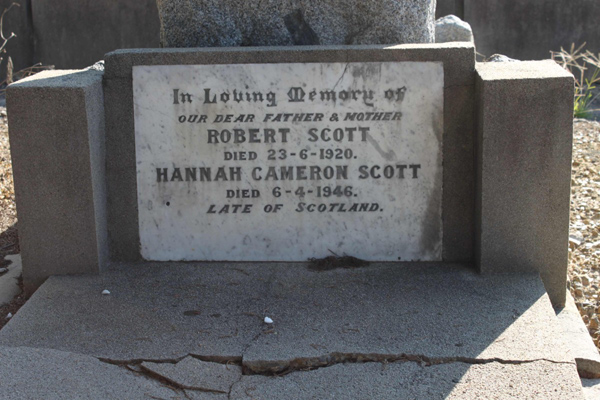 In Loving Memory of
OUR DEAR FATHER & MOTHER
ROBERT SCOTT
DIED 23-6-1920.
HANNAH CAMERON SCOTT
DIED 6-4-1946.
LATE OF SCOTLAND.